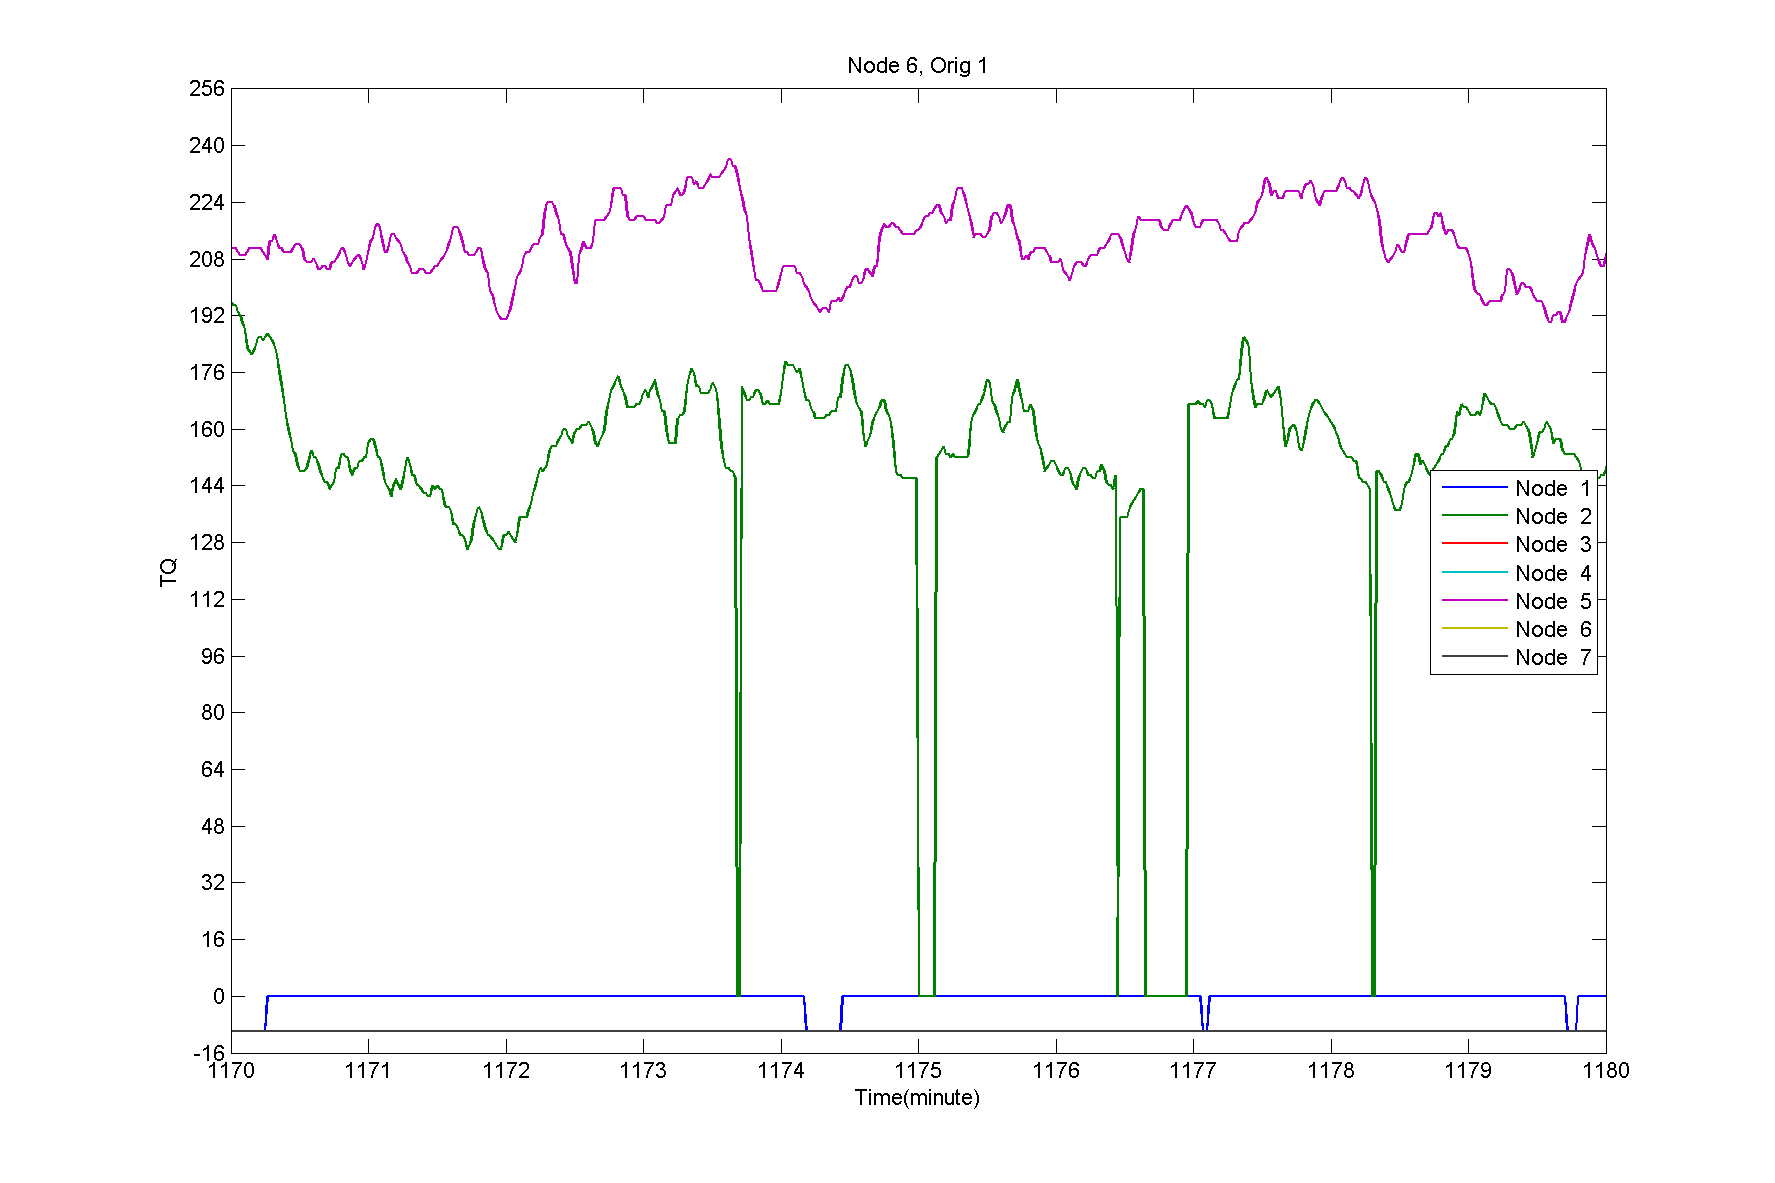 Node 6, Orig 1
256
240
224
208
192
176
160
144
128
112
96
80
64
48
32
16
0
-16
TQ
Node 1
Node 2
Node 3
Node 4
Node 5
Node 6
Node 7
1170 1171 1172 1173 1174 1175 1176 1177 1178 1179 1180
Time(minute)